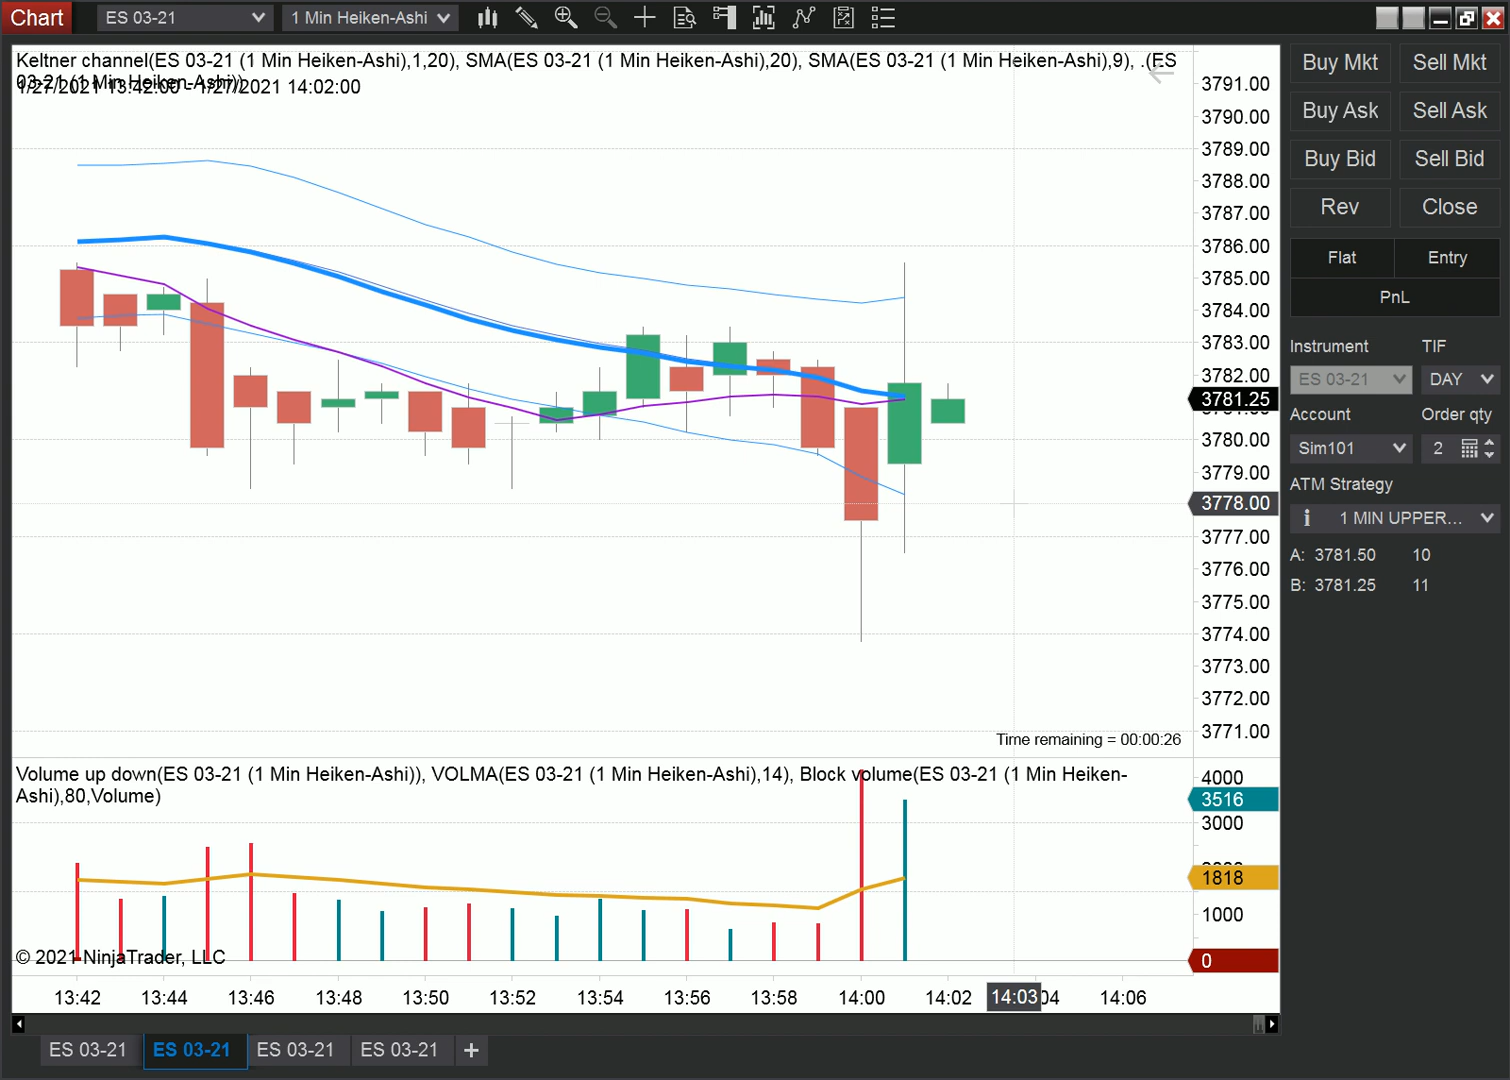 Chart ES 03-21 1 Min Heiken-Ashi
Keltner channel(ES 03-21 (1 Min Heiken-Ashi),1,20), SMA(ES 03-21 (1 Min Heiken-Ashi),20), SMA(ES 03-21 (1 Min Heiken-Ashi),9), .(ES
03-21 (1 Min Heiken-Ashi))
1/27/2021 13:42:00 - 1/27/2021 14:02:00
3791.00
3790.00
3789.00
3788.00
3787.00
3786.00
3785.00
3784.00
3783.00
3782.00
3781.25
3780.00
3779.00
3778.00
3777.00
3776.00
3775.00
3774.00
3773.00
3772.00
3771.00
Time remaining = 00:00:26
Volume up down(ES 03-21 (1 Min Heiken-Ashi)), VOLMA(ES 03-21 (1 Min Heiken-Ashi),14), Block volume(ES 03-21 (1 Min Heiken-
Ashi),80,Volume)
4000
3516
3000
1818
1000
0
© 2021 NinjaTrader, LLC
13:42 13:44 13:46 13:48 13:50 13:52 13:54 13:56 13:58 14:00 14:02 14:03 04 14:06
ES 03-21 ES 03-21 ES 03-21 ES 03-21 +
Buy Mkt Sell Mkt
Buy Ask Sell Ask
Buy Bid Sell Bid
Rev Close
Flat Entry
PnL
Instrument TIF
ES 03-21 DAY
Account Order qty
Sim101 2
ATM Strategy
1 MIN UPPER...
A: 3781.50 10
B: 3781.25 11